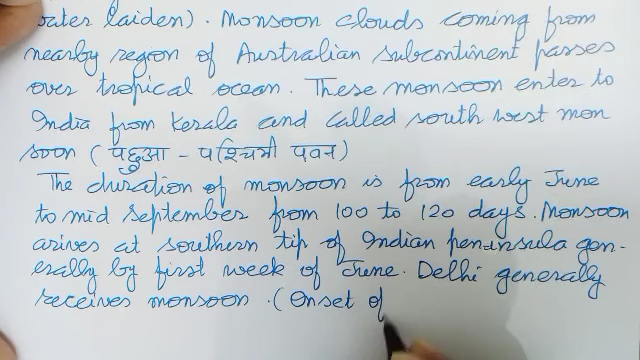 water laiden). Monsoon clouds coming from
nearby region of Australian subcontinent passes
over tropical ocean. These monsoon enter to
India from Kerala and called south west mon
soon (पछुआ - पश्चिमी पवन)
The duration of monsoon is from early June
to mid September from 100 to 120 days. Monsoon
arives at southern tip of Indian peninsula gen-
erally by first week of June. Delhi generally
receives monsoon. (Onset of